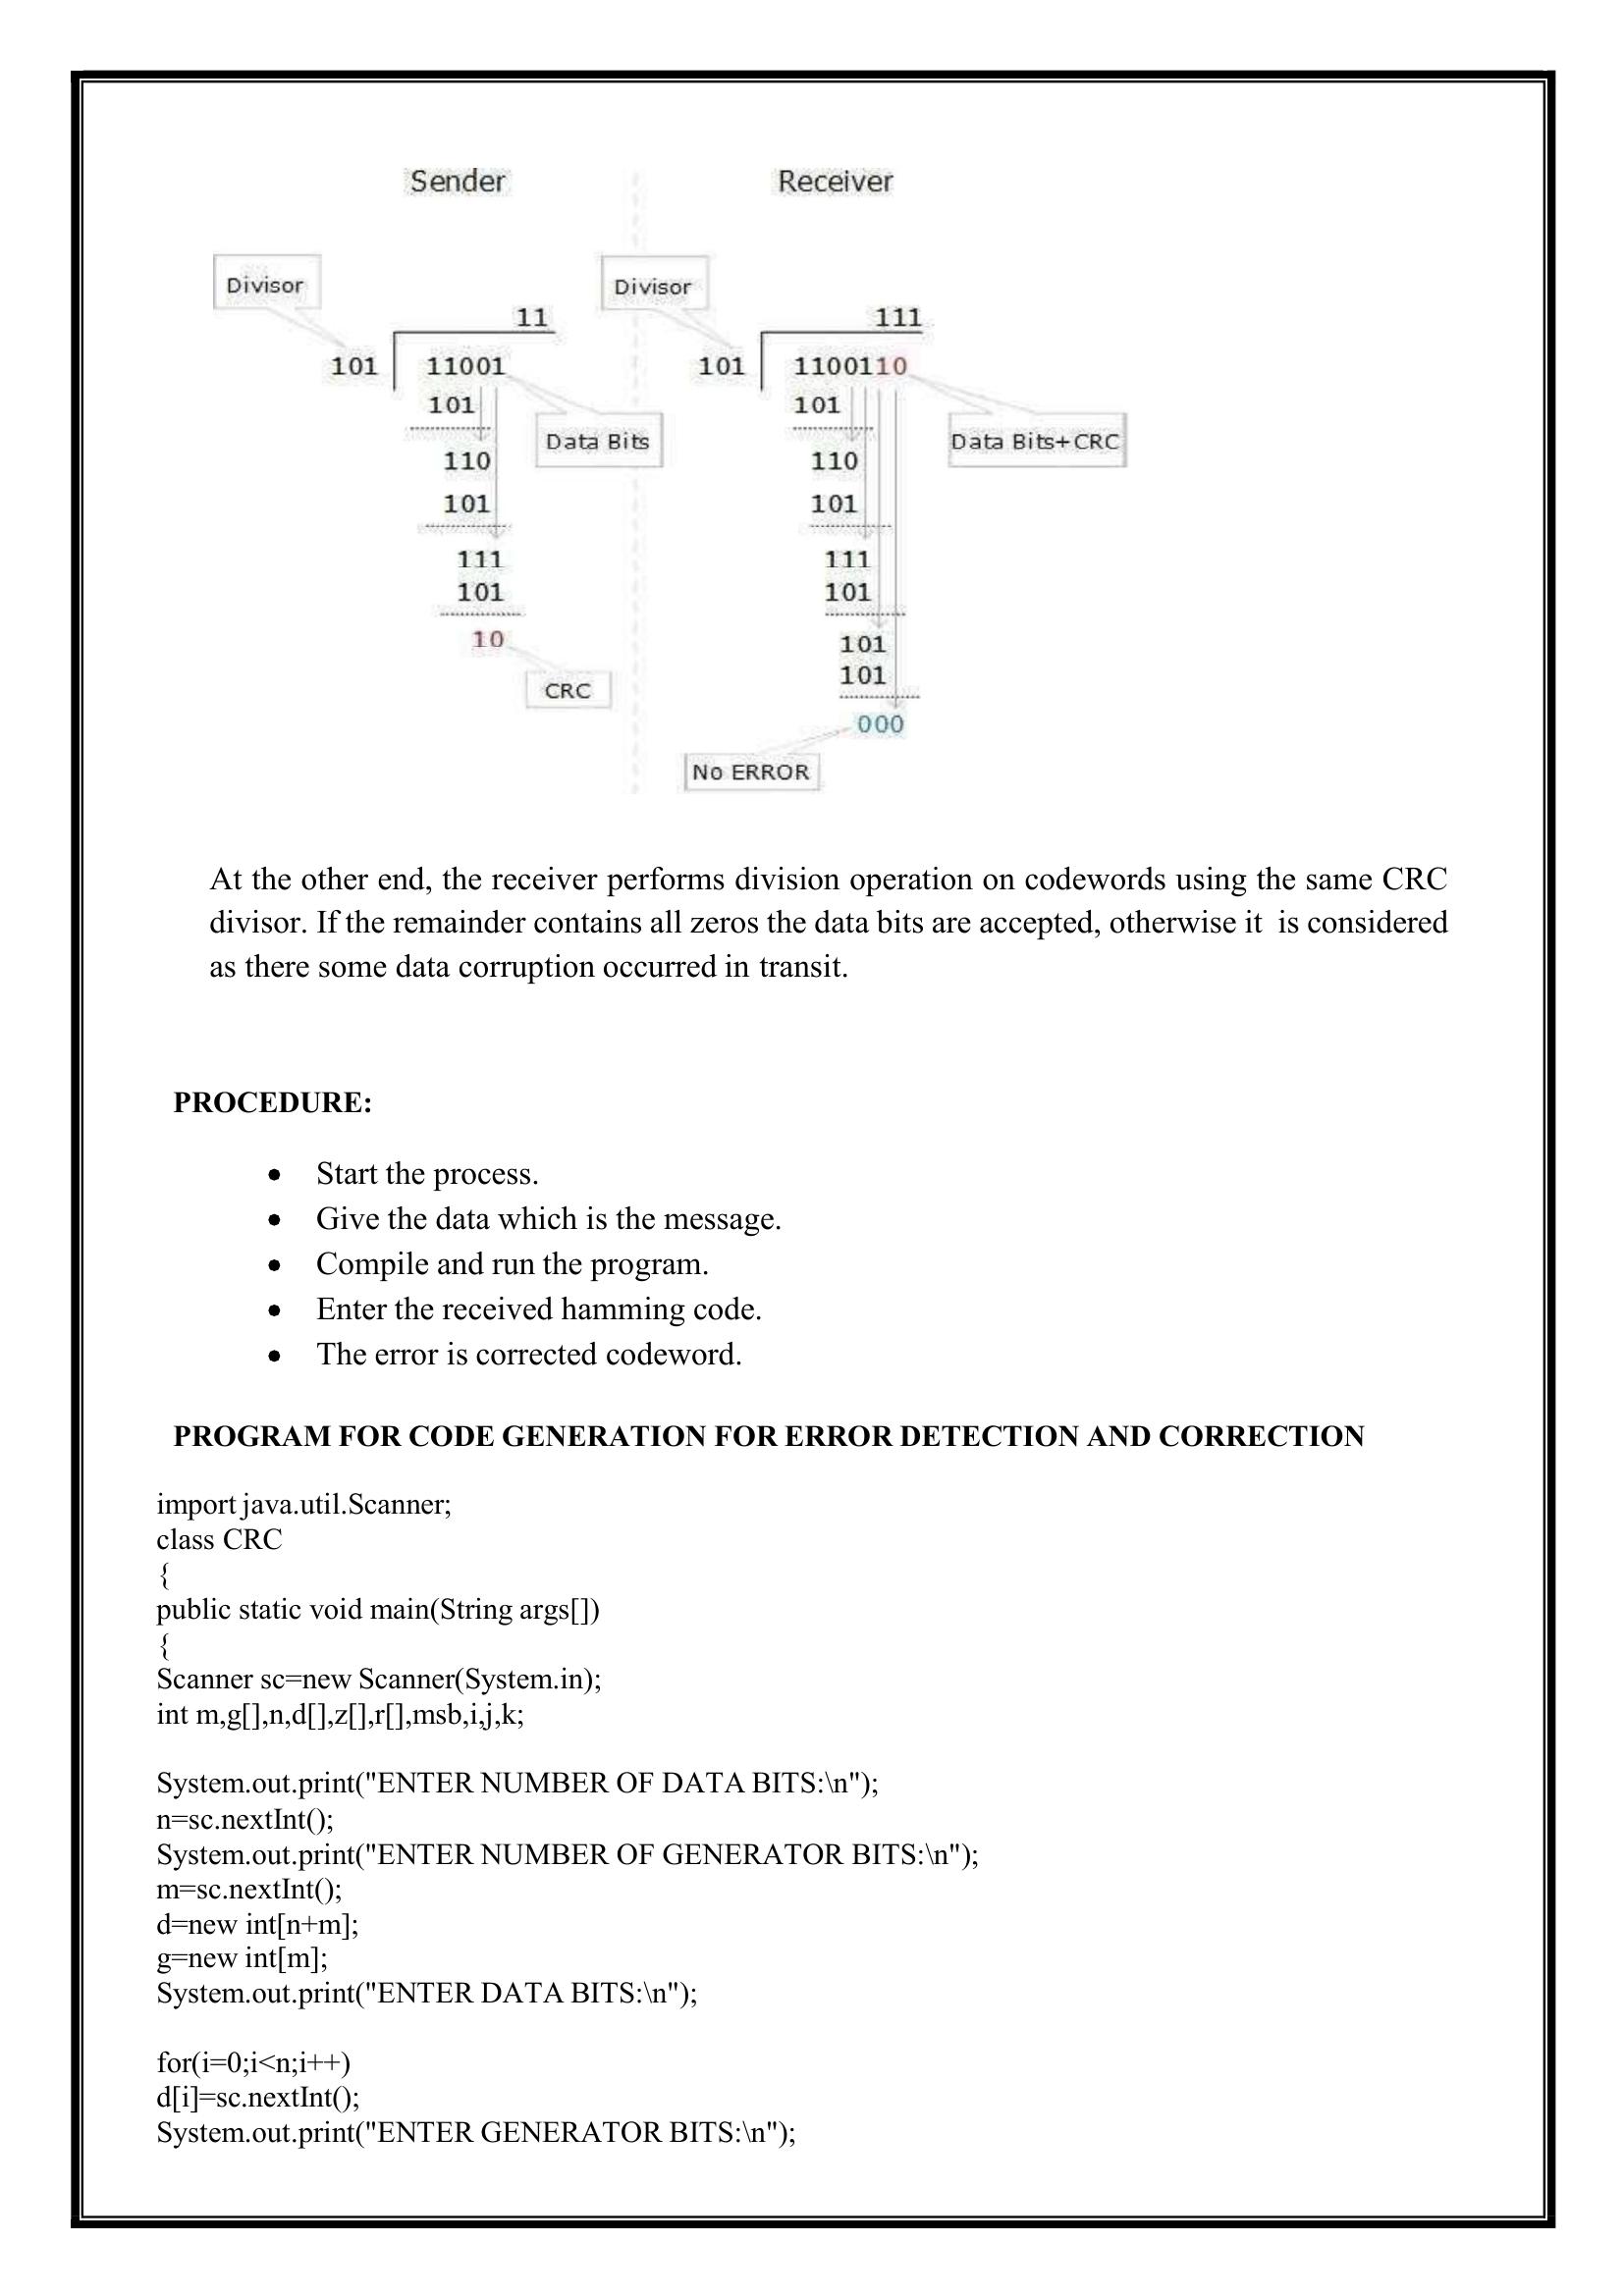 Sender Receiver
Divisor Divisor
11 111
101 11001 101 1100110
101 101
Data Bits Data Bits+CRC
110 110
101 101
111 111
101 101
10 101
101
CRC
000
No ERROR
At the other end, the receiver performs division operation on codewords using the same CRC
divisor. If the remainder contains all zeros the data bits are accepted, otherwise it is considered
as there some data corruption occurred in transit.
PROCEDURE:
• Start the process.
• Give the data which is the message.
• Compile and run the program.
• Enter the received hamming code.
• The error is corrected codeword.
PROGRAM FOR CODE GENERATION FOR ERROR DETECTION AND CORRECTION
import java.util.Scanner;
class CRC
{
public static void main(String args[])
{
Scanner sc=new Scanner(System.in);
int m,g[],n,d[],z[],r[],msb,i,j,k;
System.out.print("ENTER NUMBER OF DATA BITS:\n");
n=sc.nextInt();
System.out.print("ENTER NUMBER OF GENERATOR BITS:\n");
m=sc.nextInt();
d=new int[n+m];
g=new int[m];
System.out.print("ENTER DATA BITS:\n");
for(i=0;i<n;i++)
d[i]=sc.nextInt();
System.out.print("ENTER GENERATOR BITS:\n");